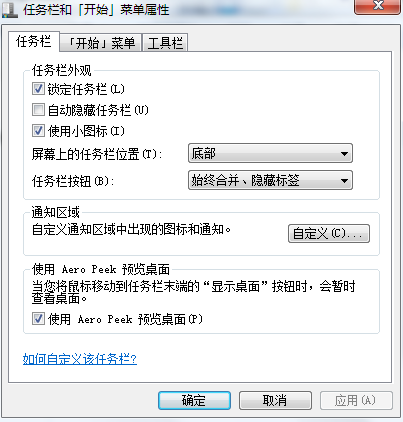 任务栏和「开始」菜单属性
任务栏 「开始」菜单 工具栏
任务栏外观
锁定任务栏(L)
自动隐藏任务栏(U)
使用小图标(I)
屏幕上的任务栏位置(T): 底部
任务栏按钮(B): 始终合并、隐藏标签
通知区域
自定义通知区域中出现的图标和通知。 自定义(C)...
使用 Aero Peek 预览桌面
当您将鼠标移动到任务栏末端的“显示桌面”按钮时，会暂时
查看桌面。
使用 Aero Peek 预览桌面(P)
如何自定义该任务栏?
确定 取消 应用(A)